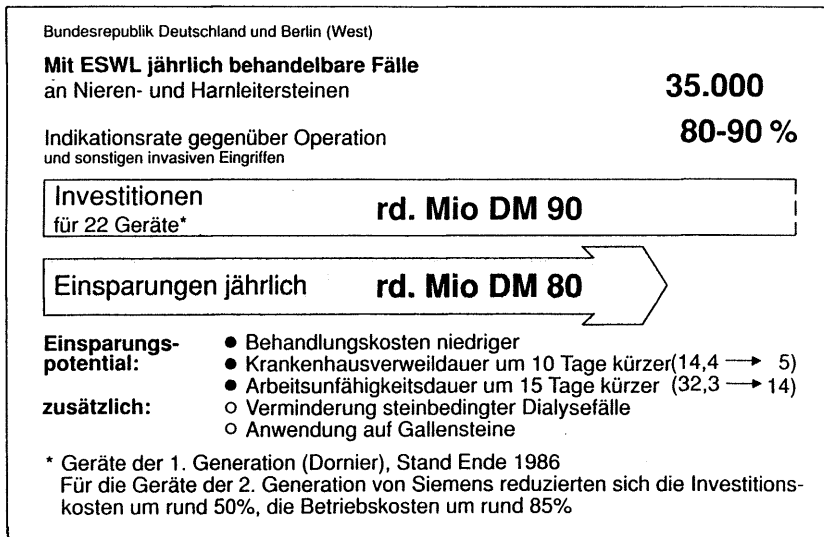 Bundesrepublik Deutschland und Berlin (West)
Mit ESWL jährlich behandelbare Fälle
an Nieren- und Harnleitersteinen 35.000
Indikationsrate gegenüber Operation 80-90 %
und sonstigen invasiven Eingriffen
Investitionen rd. Mio DM 90
für 22 Geräte*
Einsparungen jährlich rd. Mio DM 80
Einsparungs- ● Behandlungskosten niedriger
potential: ● Krankenhausverweildauer um 10 Tage kürzer(14,4 → 5)
● Arbeitsunfähigkeitsdauer um 15 Tage kürzer (32,3 → 14)
zusätzlich: ○ Verminderung steinbedingter Dialysefälle
○ Anwendung auf Gallensteine
* Geräte der 1. Generation (Dornier), Stand Ende 1986
Für die Geräte der 2. Generation von Siemens reduzierten sich die Investitions-
kosten um rund 50%, die Betriebskosten um rund 85%